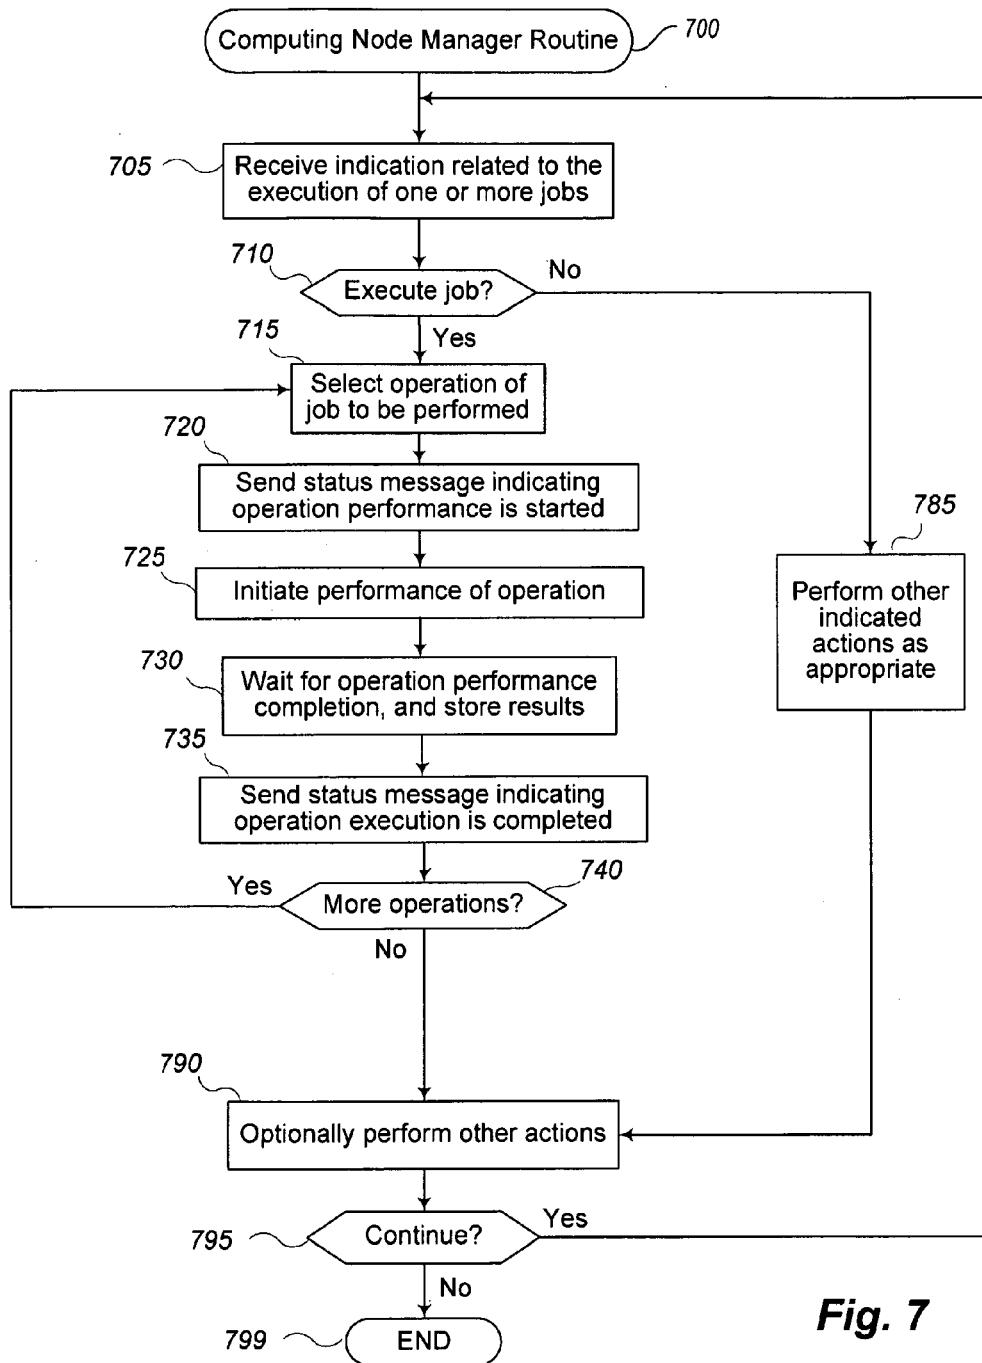 Computing Node Manager Routine
700
705
Receive indication related to the
execution of one or more jobs
710
Execute job?
No
Yes
715
Select operation of
job to be performed
720
Send status message indicating
operation performance is started
725
Initiate performance of operation
785
Perform other
indicated
actions as
appropriate
730
Wait for operation performance
completion, and store results
735
Send status message indicating
operation execution is completed
740
Yes
More operations?
No
790
Optionally perform other actions
795
Continue?
Yes
No
799
END
Fig. 7